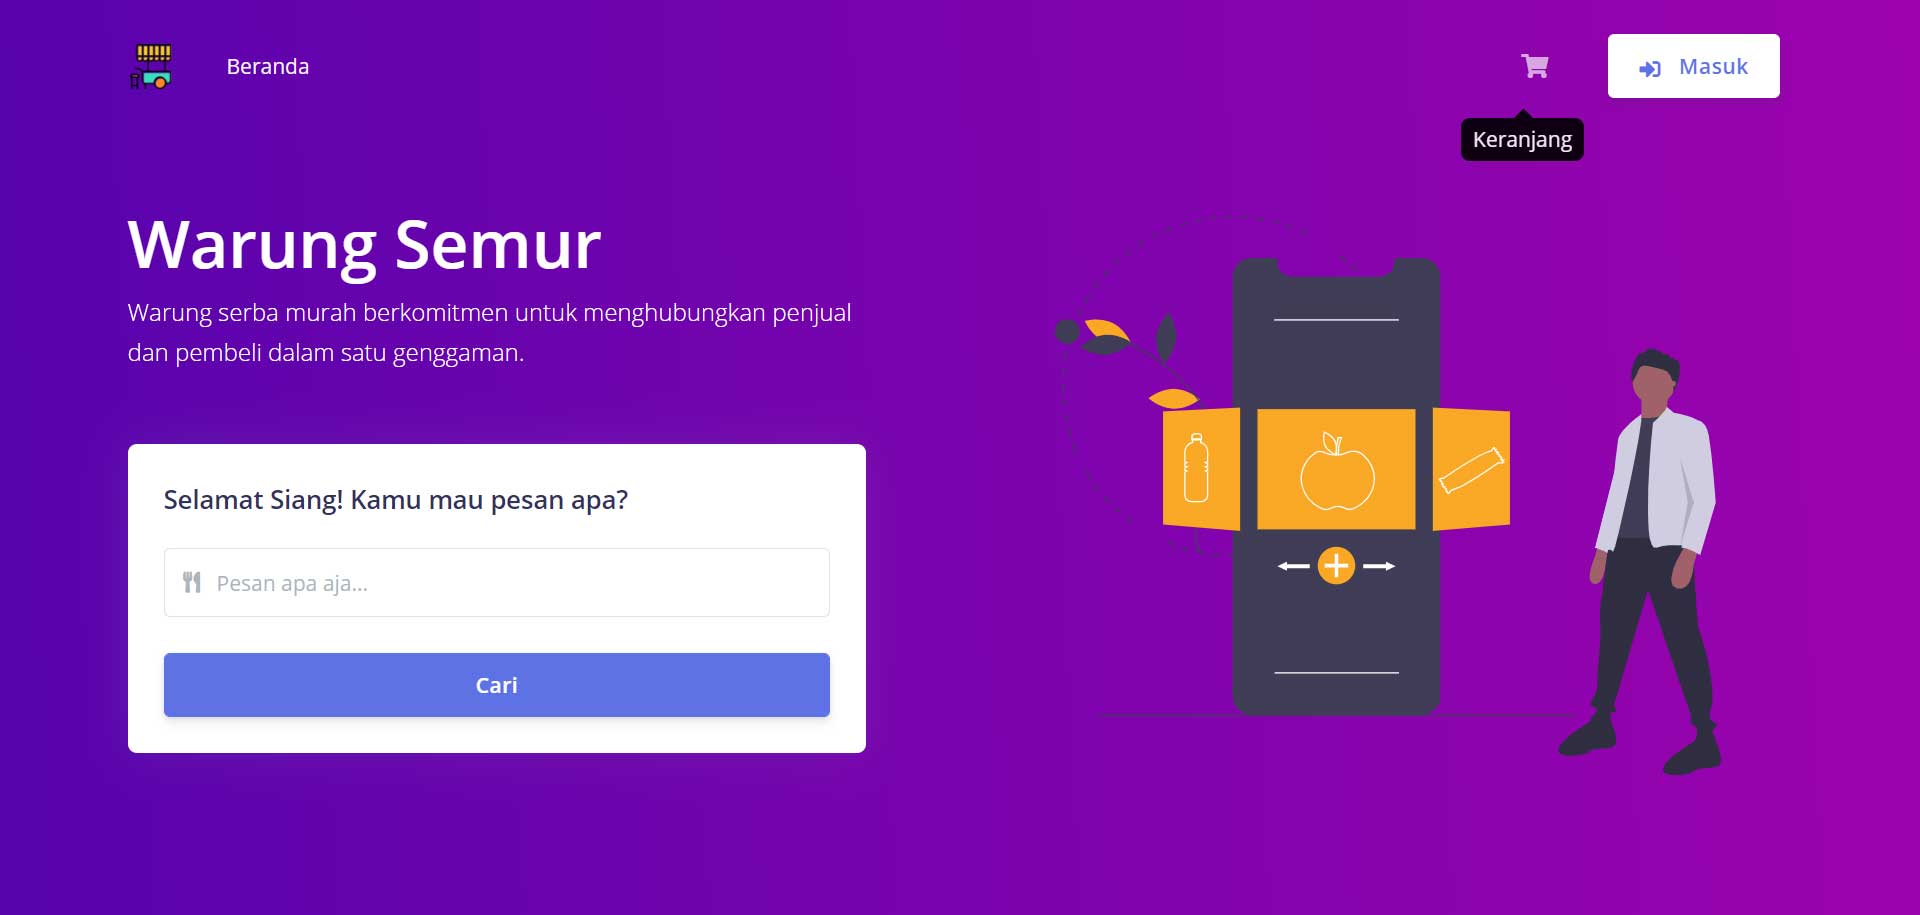 Beranda
Masuk
Keranjang
Warung Semur
Warung serba murah berkomitmen untuk menghubungkan penjual
dan pembeli dalam satu genggaman.
Selamat Siang! Kamu mau pesan apa?
Pesan apa aja...
Cari